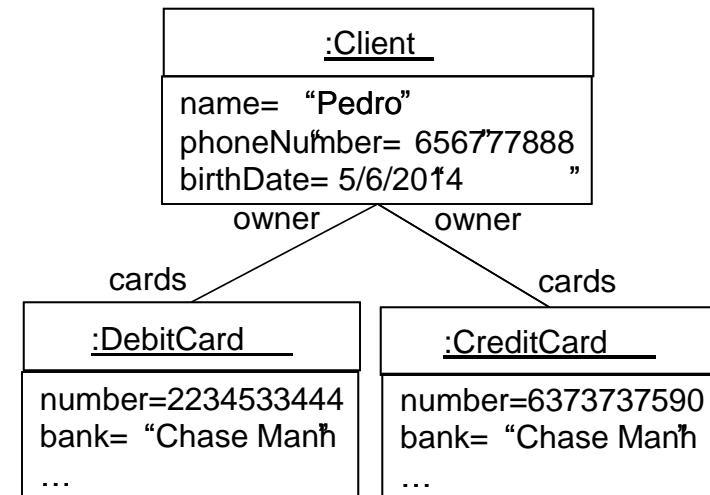 :Client
name= “Pedro”
phoneNumber= 656777888
birthDate= 5/6/2014 ”
owner owner
cards cards
:DebitCard :CreditCard
number=2234533444 number=6373737590
bank= “Chase Manh” bank= “Chase Manh”
… …